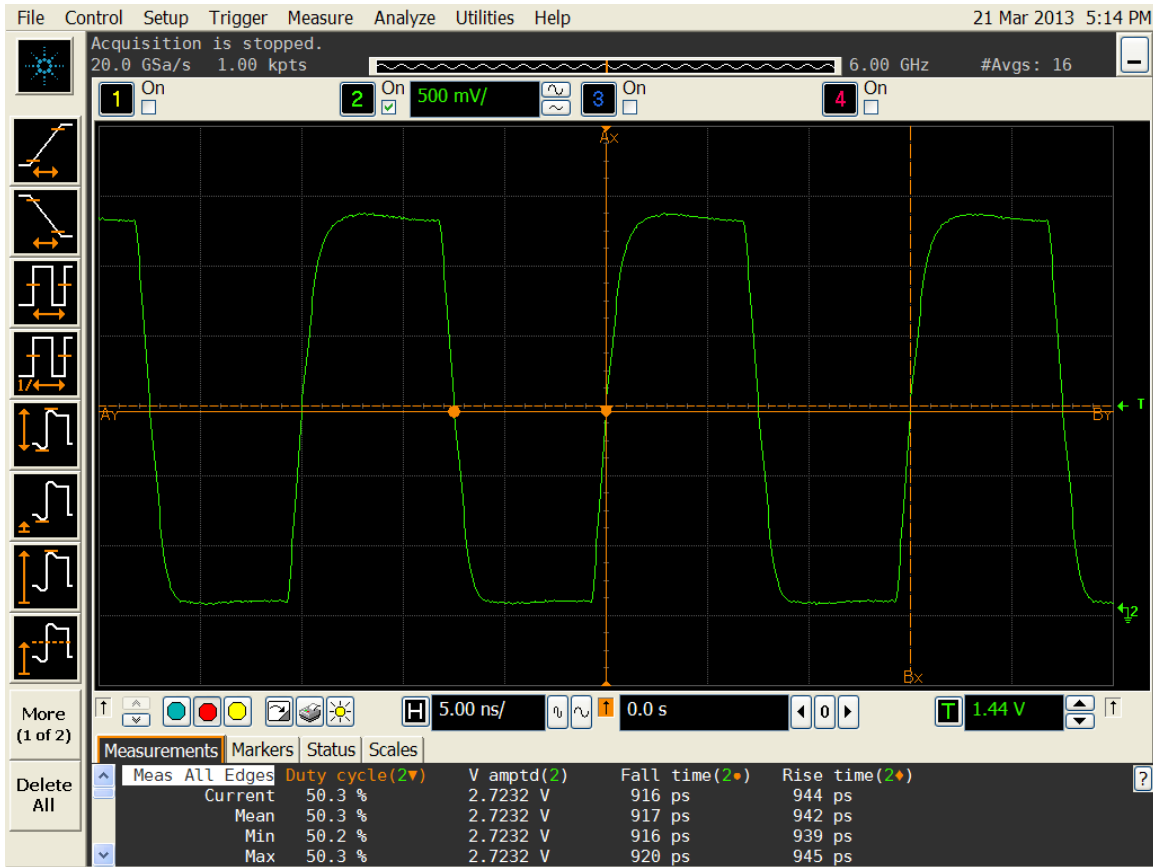 File Control Setup Trigger Measure Analyze Utilities Help 21 Mar 2013 5:14 PM
Acquisition is stopped.
20.0 GSa/s 1.00 kpts 6.00 GHz #Avgs: 16
1 On 2 On 500 mV/ 3 On 4 On
Ax
AY BY T
2
Bx
H 5.00 ns/ 0.0 s 0 T 1.44 V
1/
More
(1 of 2)
Delete
All
Measurements Markers Status Scales
Meas All Edges Duty cycle(2▼) V amptd(2) Fall time(2●) Rise time(2♦) ?
Current 50.3 % 2.7232 V 916 ps 944 ps
Mean 50.3 % 2.7232 V 917 ps 942 ps
Min 50.2 % 2.7232 V 916 ps 939 ps
Max 50.3 % 2.7232 V 920 ps 945 ps